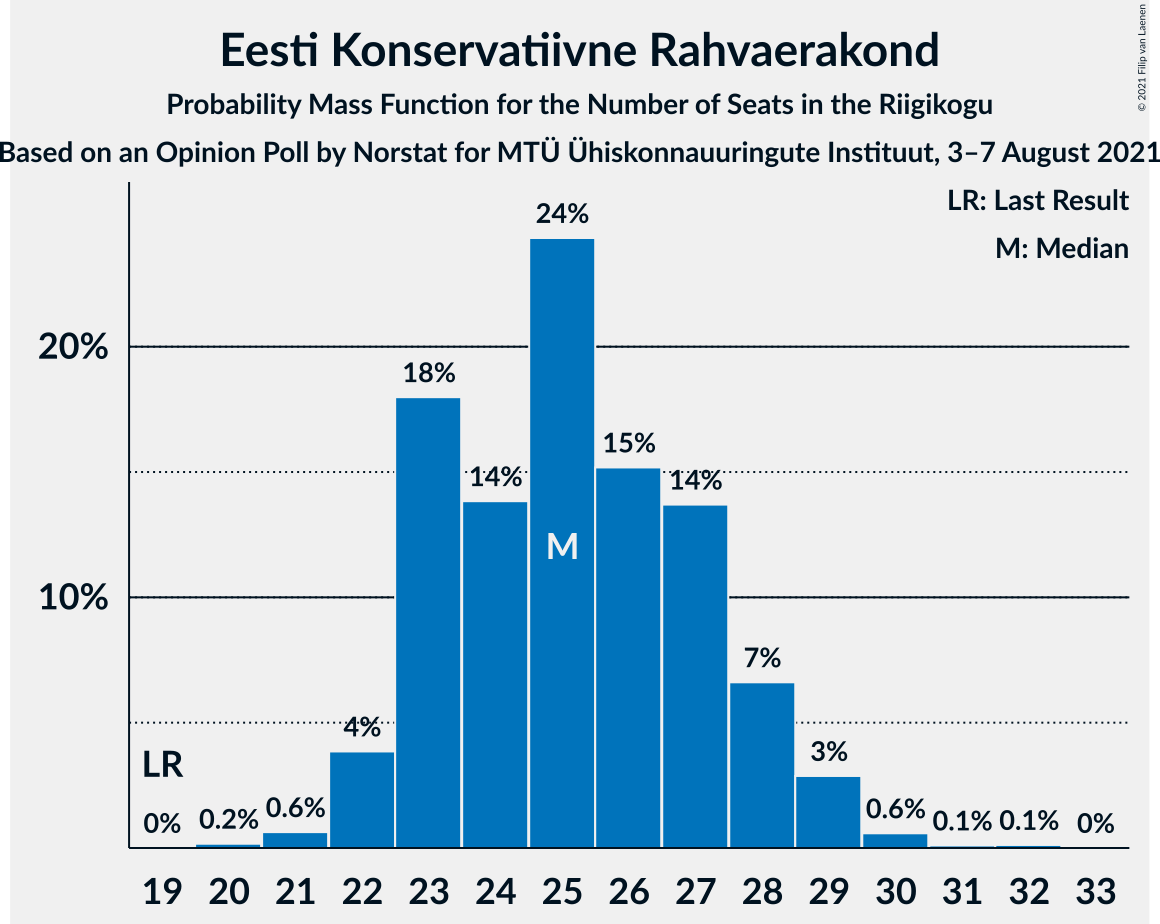 Eesti Konservatiivne Rahvaerakond
Probability Mass Function for the Number of Seats in the Riigikogu
Based on an Opinion Poll by Norstat for MTÜ Ühiskonnauuringute Instituut, 3–7 August 2021
© 2021 Filip van Laenen
LR: Last Result
M: Median
24%
20%
18%
15%
14%
14%
M
10%
7%
4%
3%
LR
0% 0.2% 0.6% 0.6% 0.1% 0.1% 0%
19 20 21 22 23 24 25 26 27 28 29 30 31 32 33